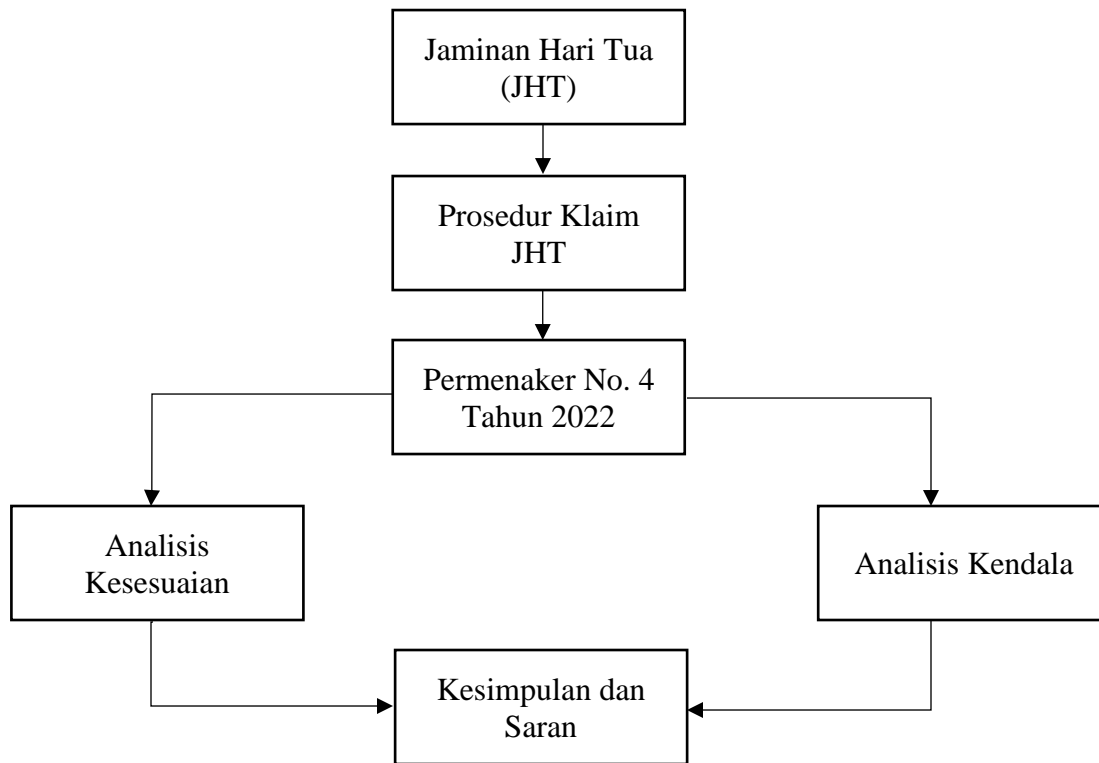 Jaminan Hari Tua
(JHT)
Prosedur Klaim
JHT
Permenaker No. 4
Tahun 2022
Analisis
Kesesuaian
Analisis Kendala
Kesimpulan dan
Saran